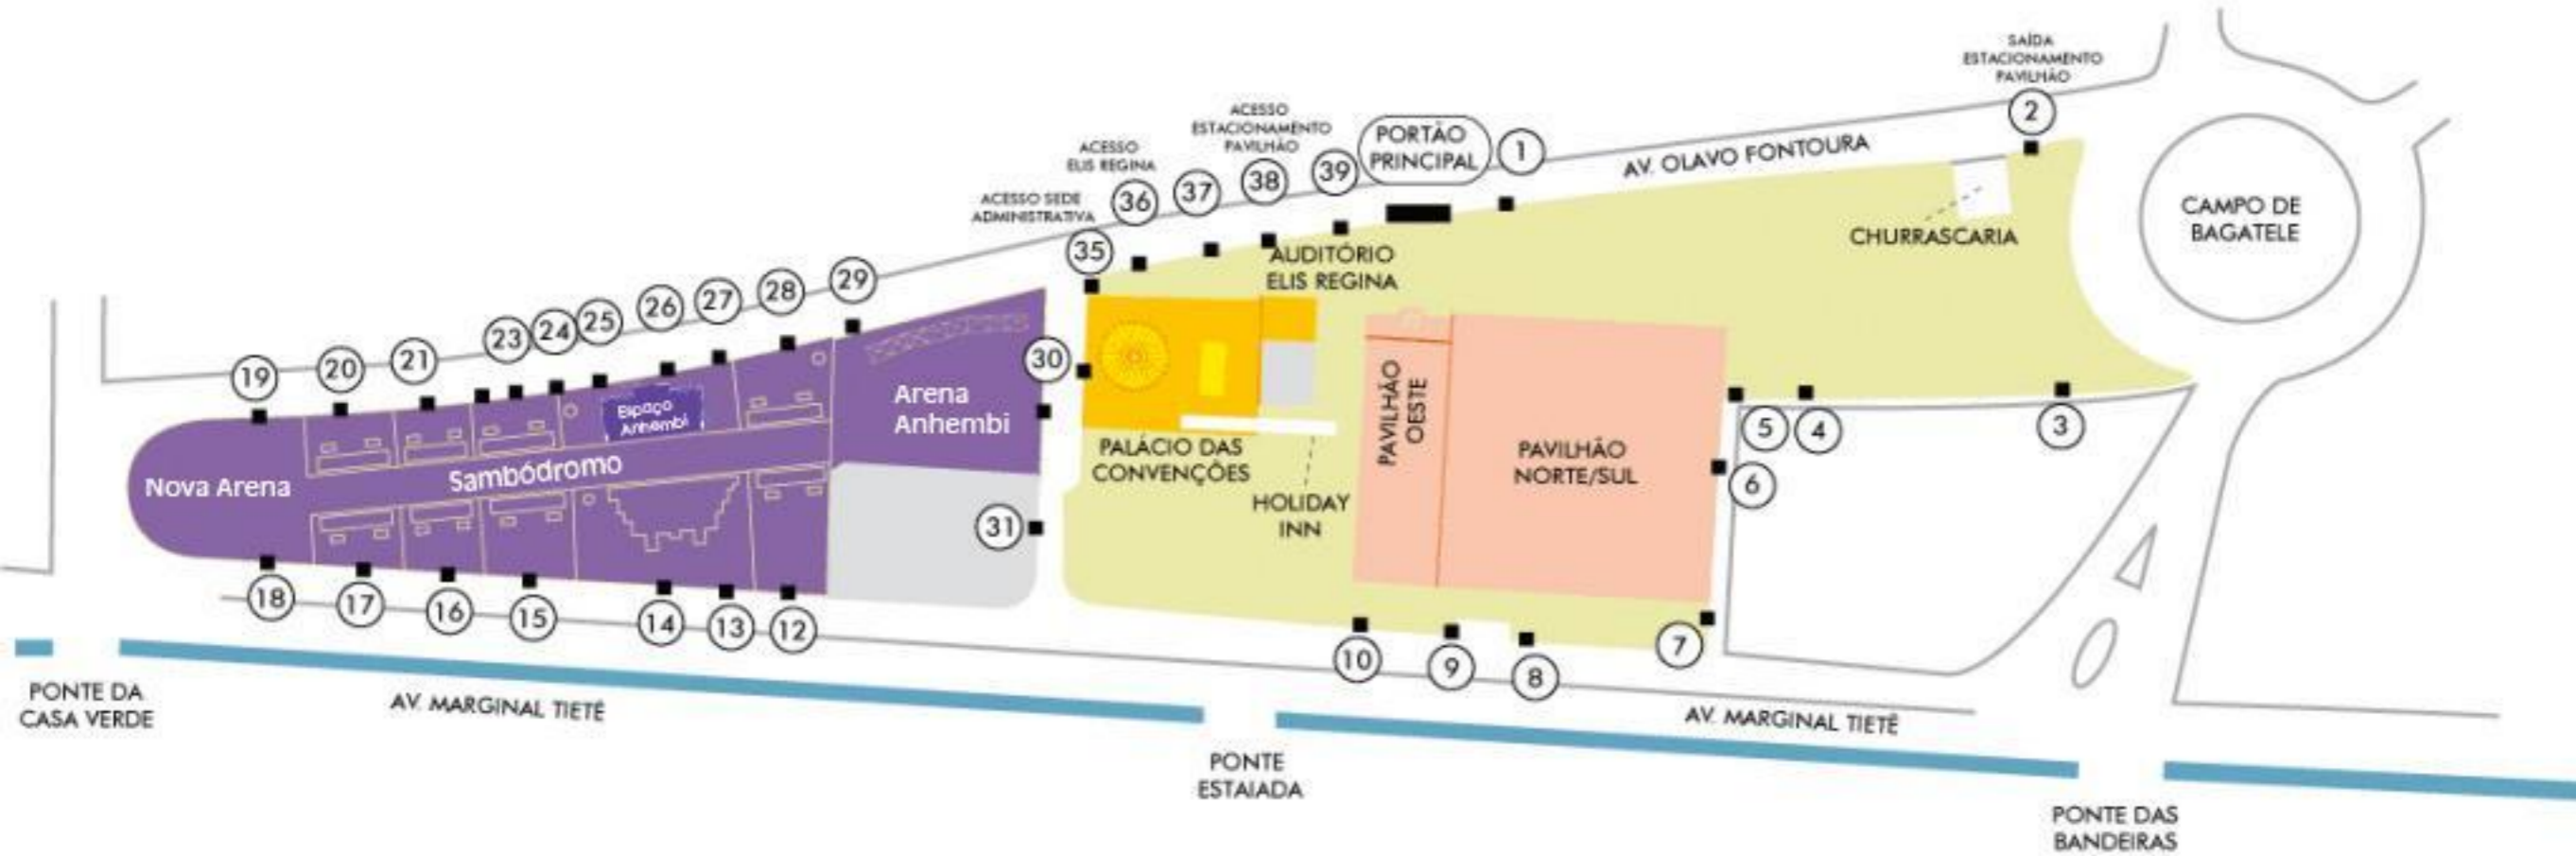 SAÍDA
ESTACIONAMENTO
PAVILHÃO
2
ACESSO
ESTACIONAMENTO
PAVILHÃO
ACESSO
ELIS REGINA
ACESSO SEDE
ADMINISTRATIVA
35
36
37
38
39
PORTÃO
PRINCIPAL
1
AV. OLAVO FONTOURA
CHURRASCARIA
CAMPO DE
BAGATELE
AUDITÓRIO
ELIS REGINA
19
20
21
23
24
25
26
27
28
29
30
31
Nova Arena
Sambódromo
Espaço
Anhembi
Arena
Anhembi
PALÁCIO DAS
CONVENÇÕES
HOLIDAY
INN
PAVILHÃO
OESTE
PAVILHÃO
NORTE/SUL
5
4
3
6
7
18
17
16
15
14
13
12
10
9
8
PONTE DA
CASA VERDE
AV. MARGINAL TIETÊ
PONTE
ESTAIADA
AV. MARGINAL TIETÊ
PONTE DAS
BANDEIRAS